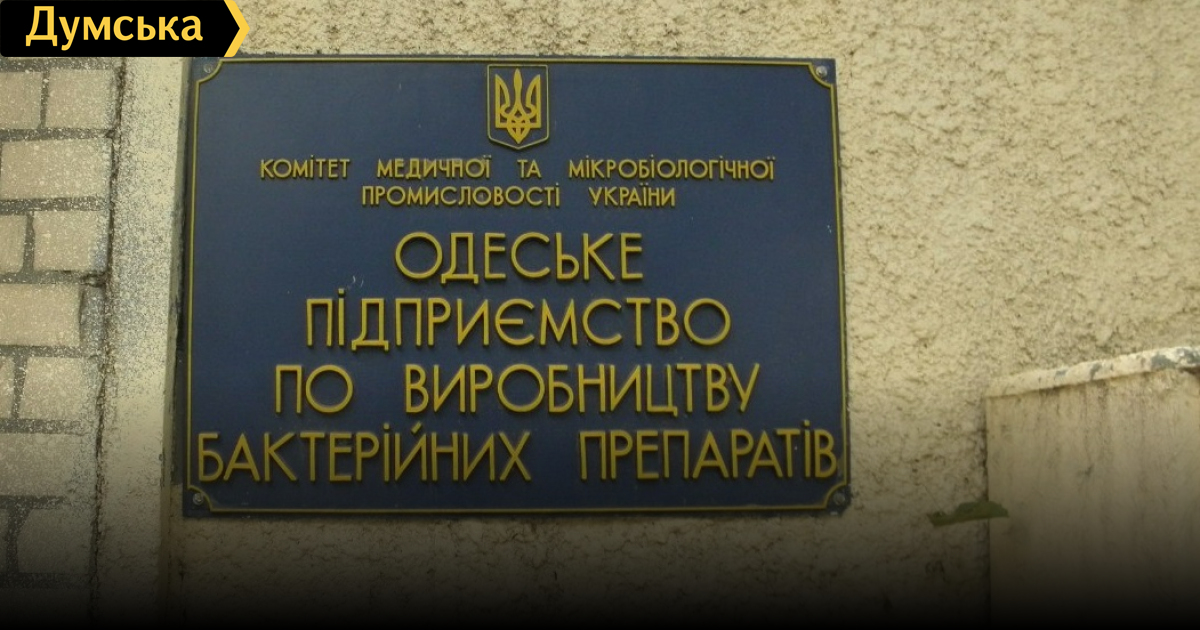 Думська
КОМІТЕТ МЕДИЧНОЇ ТА МІКРОБІОЛОГІЧНОЇ
ПРОМИСЛОВОСТІ УКРАЇНИ
ОДЕСЬКЕ
ПІДПРИЄМСТВО
ПО ВИРОБНИЦТВУ
БАКТЕРІЙНИХ ПРЕПАРАТІВ